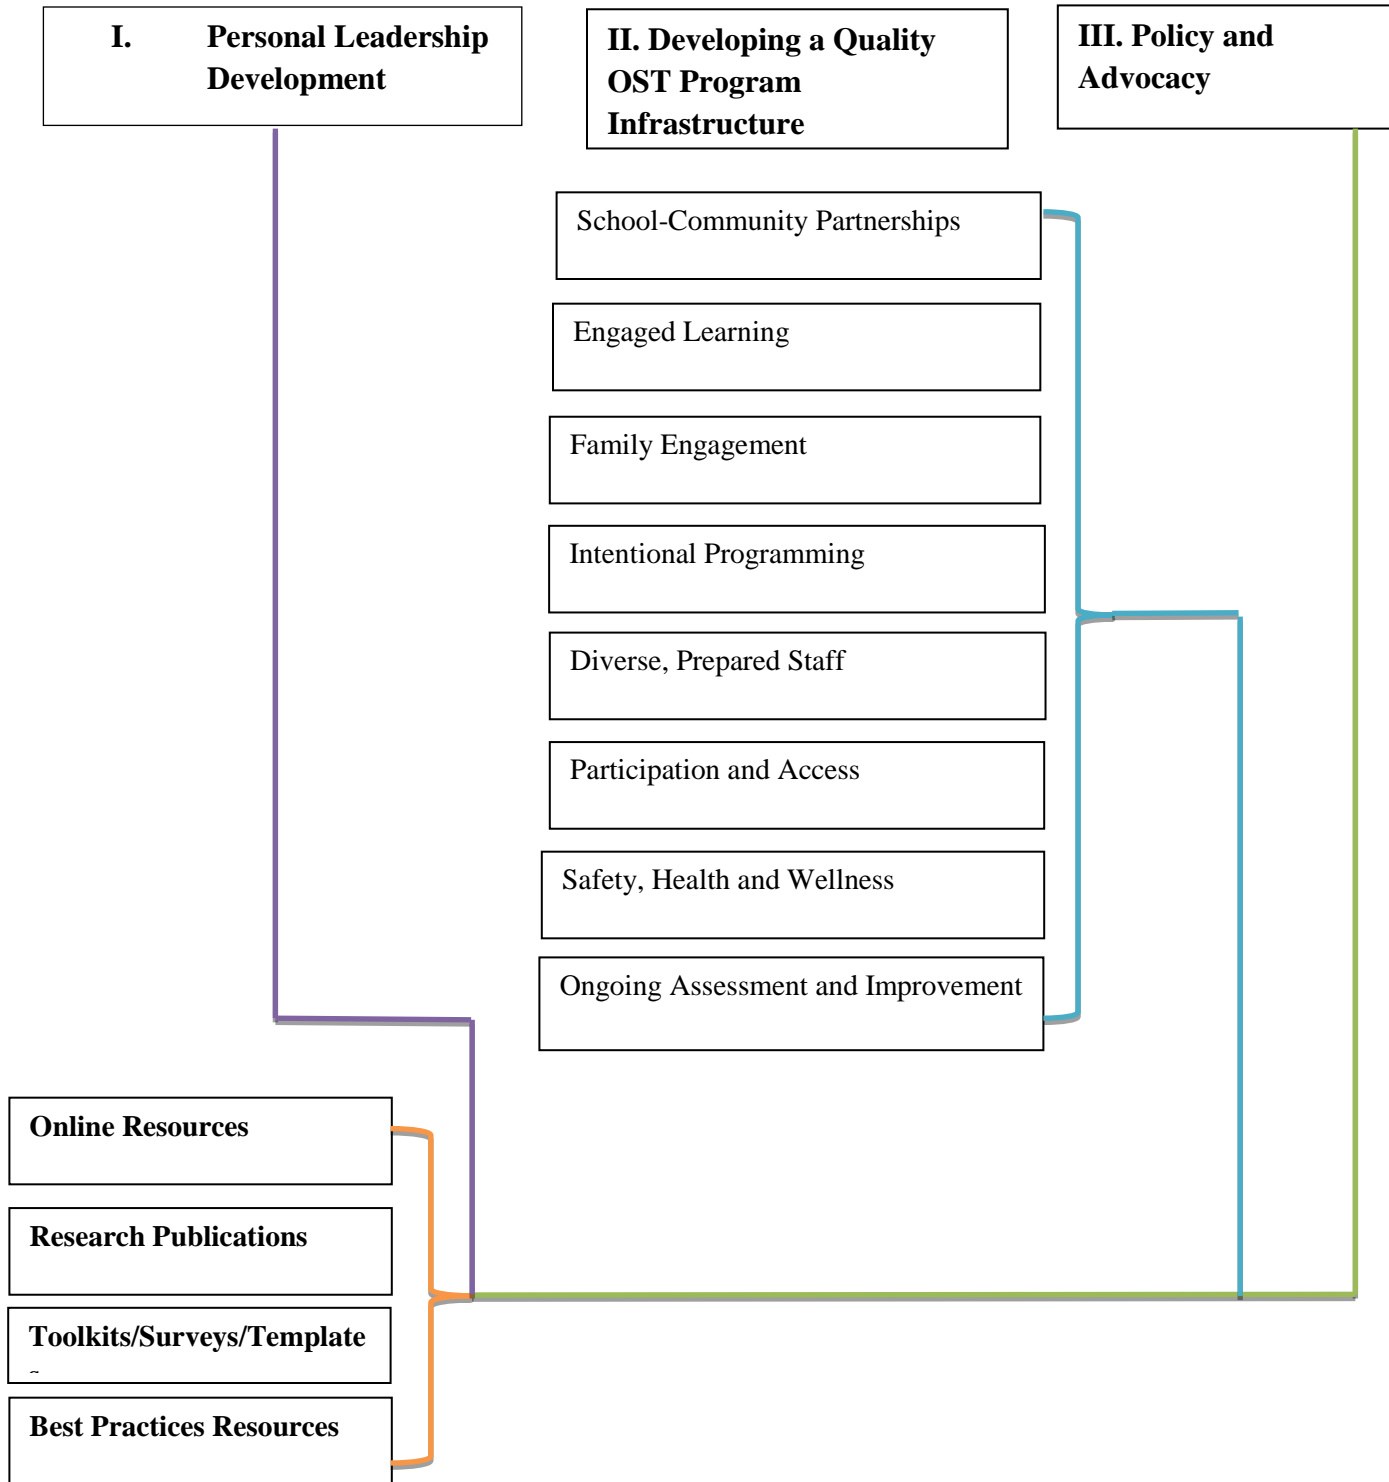 I. Personal Leadership
Development
II. Developing a Quality
OST Program
Infrastructure
III. Policy and
Advocacy
School-Community Partnerships
Engaged Learning
Family Engagement
Intentional Programming
Diverse, Prepared Staff
Participation and Access
Safety, Health and Wellness
Ongoing Assessment and Improvement
Online Resources
Research Publications
Toolkits/Surveys/Template
Best Practices Resources